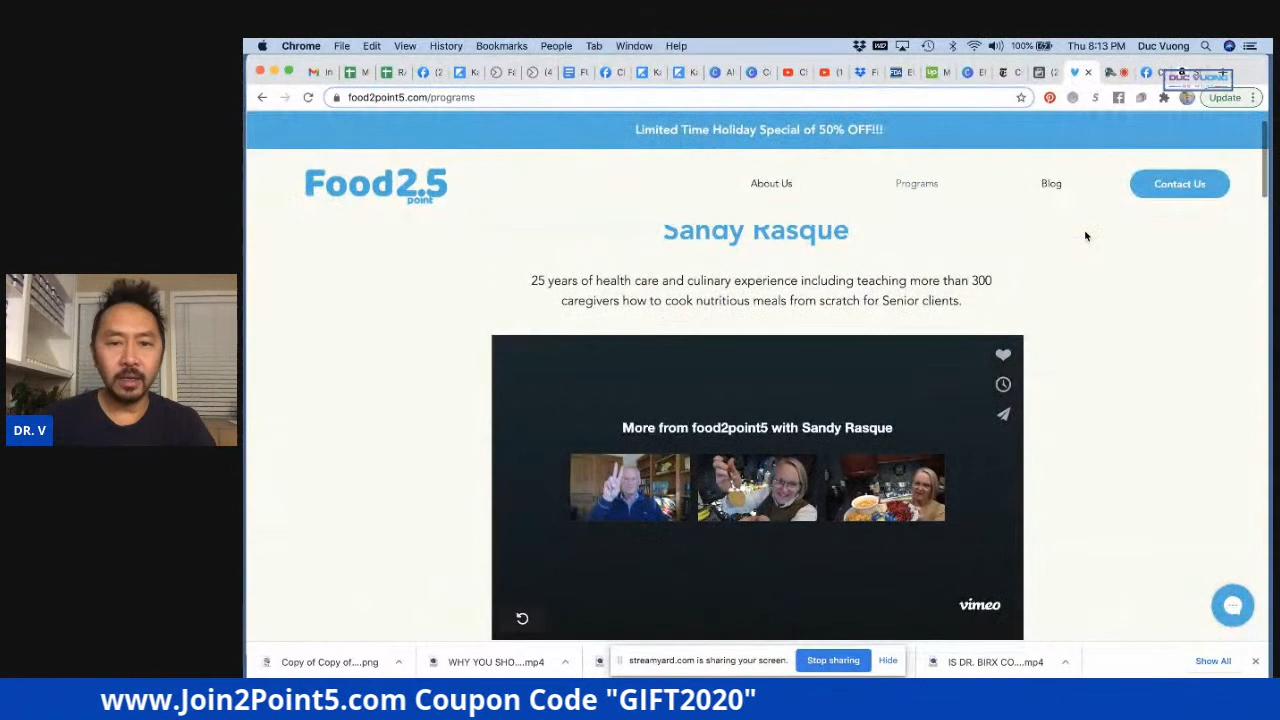 Chrome File Edit View History Bookmarks People Tab Window Help
100% Thu 8:13 PM Duc Vuong
food2point5.com/programs
Update
Limited Time Holiday Special of 50% OFF!!!
Food2.5
point
About Us
Programs
Blog
Contact Us
Sandy Rasque
25 years of health care and culinary experience including teaching more than 300
caregivers how to cook nutritious meals from scratch for Senior clients.
More from food2point5 with Sandy Rasque
vimeo
DR. V
Copy of Copy of....png
WHY YOU SHO....mp4
streamyard.com is sharing your screen.
Stop sharing
Hide
IS DR. BIRX CO....mp4
Show All
www.Join2Point5.com Coupon Code "GIFT2020"